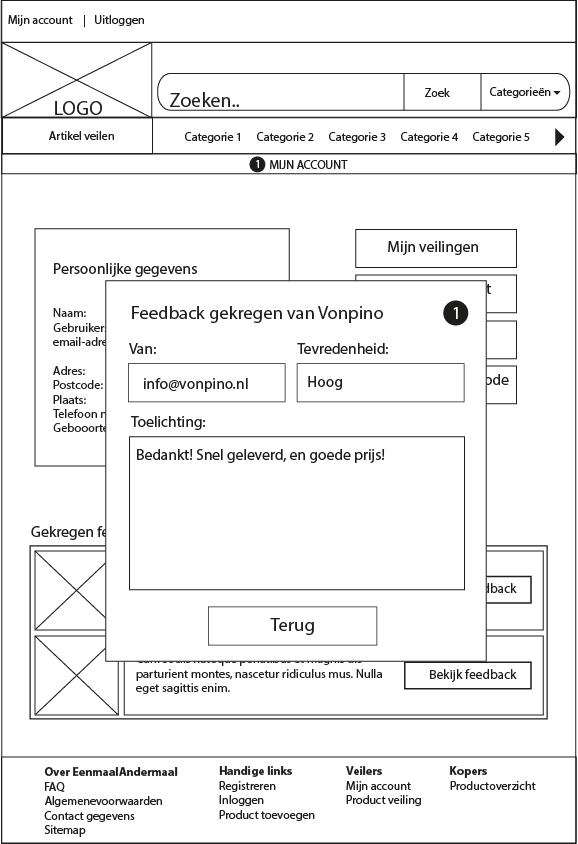 Mijn account | Uitloggen
LOGO
Zoeken..
Zoek
Categorieën
Artikel veilen
Categorie 1
Categorie 2
Categorie 3
Categorie 4
Categorie 5
1 MIJN ACCOUNT
Persoonlijke gegevens
Mijn veilingen
Naam:
email-adre
Adres:
Postcode:
Plaats:
Telefoon n
Geboorte
ode
Feedback gekregen van Vonpino
1
Van:
Tevredenheid:
info@vonpino.nl
Hoog
Toelichting:
Bedankt! Snel geleverd, en goede prijs!
Terug
Gekregen fe
dback
parturient montes, nascetur ridiculus mus. Nulla
eget sagittis enim.
Bekijk feedback
Over EenmaalAndermaal
FAQ
Algemenevoorwaarden
Contact gegevens
Sitemap
Handige links
Registreren
Inloggen
Product toevoegen
Veilers
Mijn account
Product veiling
Kopers
Productoverzicht